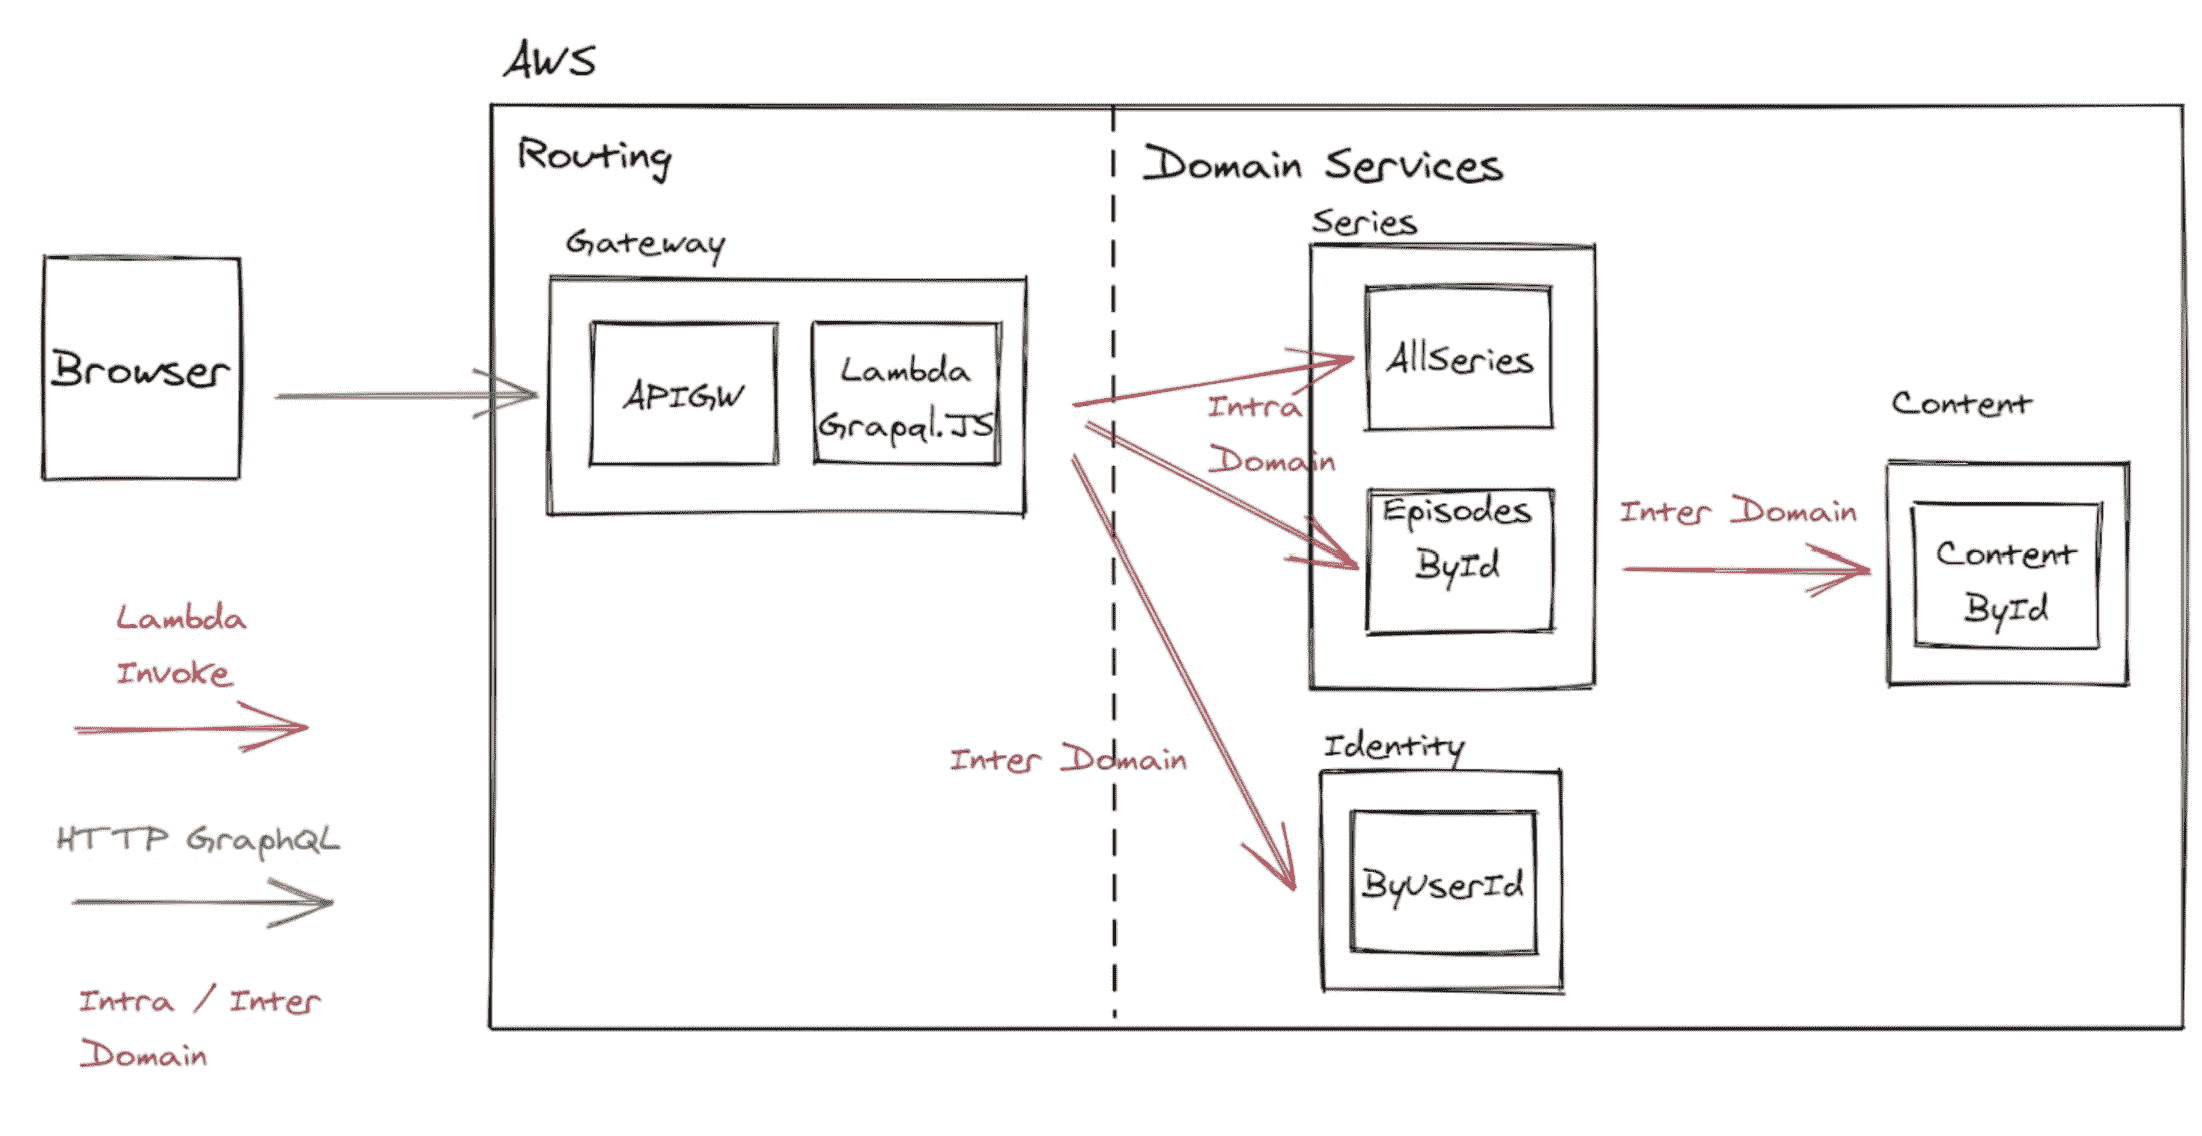 AWS
Routing
Domain Services
Series
Gateway
Browser
APIGW
Lambda
Grapql.JS
AllSeries
Intra
Domain
Episodes
ById
Content
Inter Domain
Content
ById
Lambda
Invoke
Inter Domain
Identity
ByUserId
HTTP GraphQL
Intra / Inter
Domain